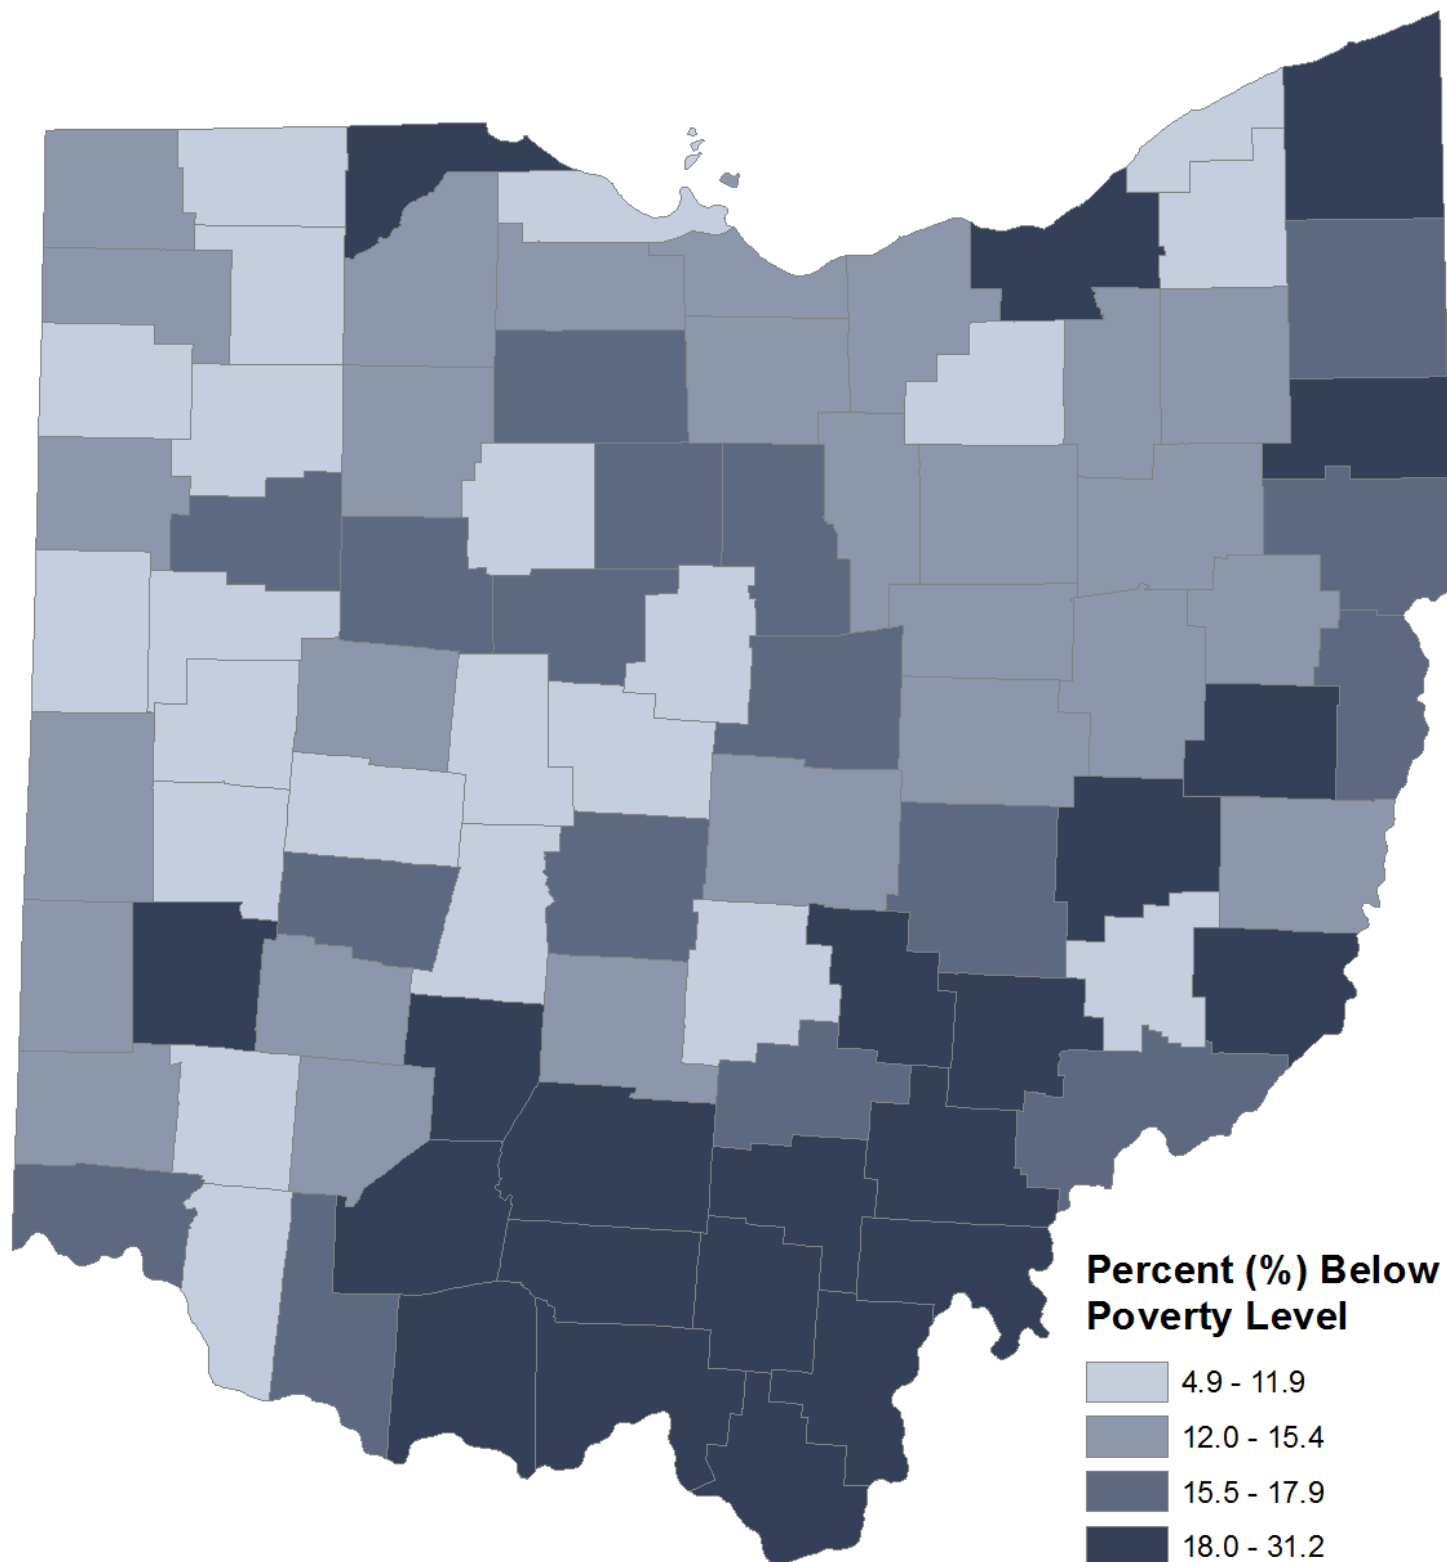 Percent (%) Below
Poverty Level
4.9 - 11.9
12.0 - 15.4
15.5 - 17.9
18.0 - 31.2